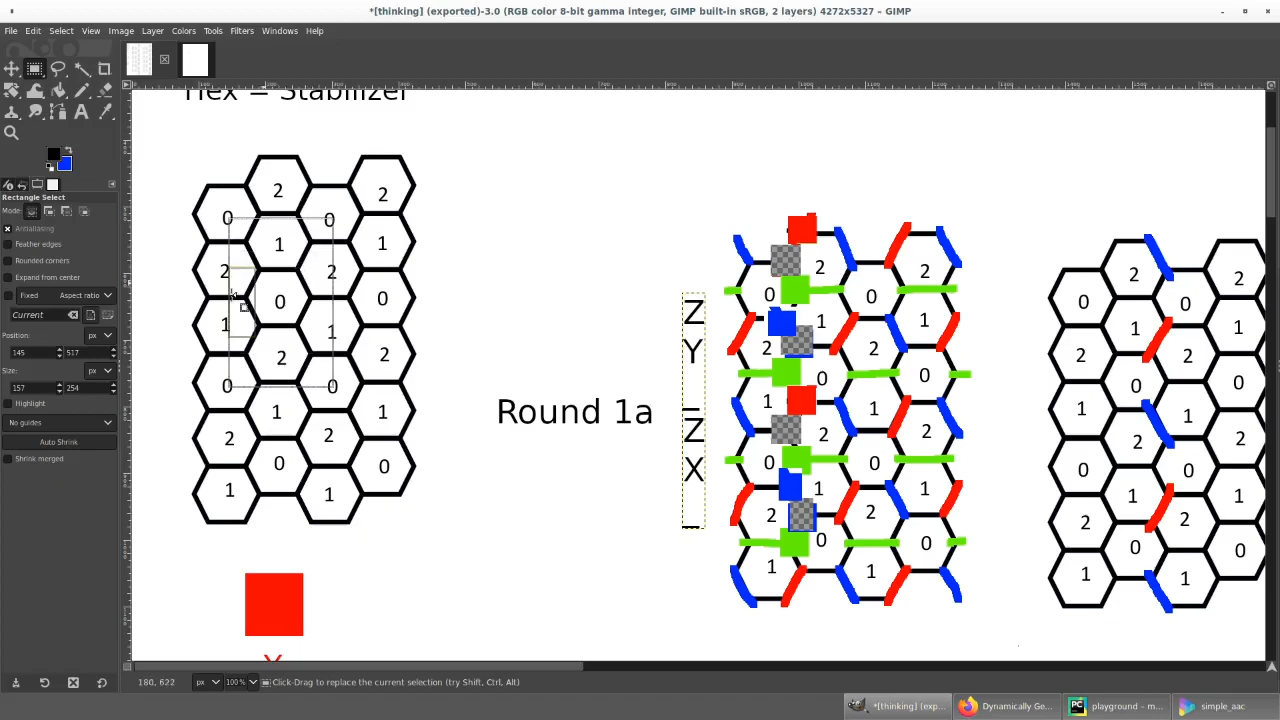 *[thinking] (exported)-3.0 (RGB color 8-bit gamma integer, GIMP built-in sRGB, 2 layers) 4272x5327 – GIMP
File Edit Select View Image Layer Colors Tools Filters Windows Help
Hex = Stabilizer
Rectangle Select
Mode:
Antialiasing
Feather edges
Rounded corners
Expand from center
Fixed Aspect ratio
Current
Position:
px
145 517
Size:
px
157 254
Highlight
No guides
Auto Shrink
Shrink merged
2 2
0 0
1 1
2 2
0 0
1 1
2 2
0 0
1 1
2 2
0 0
1 1
Round 1a
Z
Y
_
Z
X
_
2 2
0 0
1 1
2 2
0 0
1 1
2 2
0 0
1 1
2 2
0 0
1 1
2 2
0 0
1 1
2 2
0 0
1 1
2 2
0 0
1 1
2 2
0 0
1 1
180, 622 px 100 % Click-Drag to replace the current selection (try Shift, Ctrl, Alt)
*[thinking] (exp... Dynamically Ge... playground – m... simple_aac